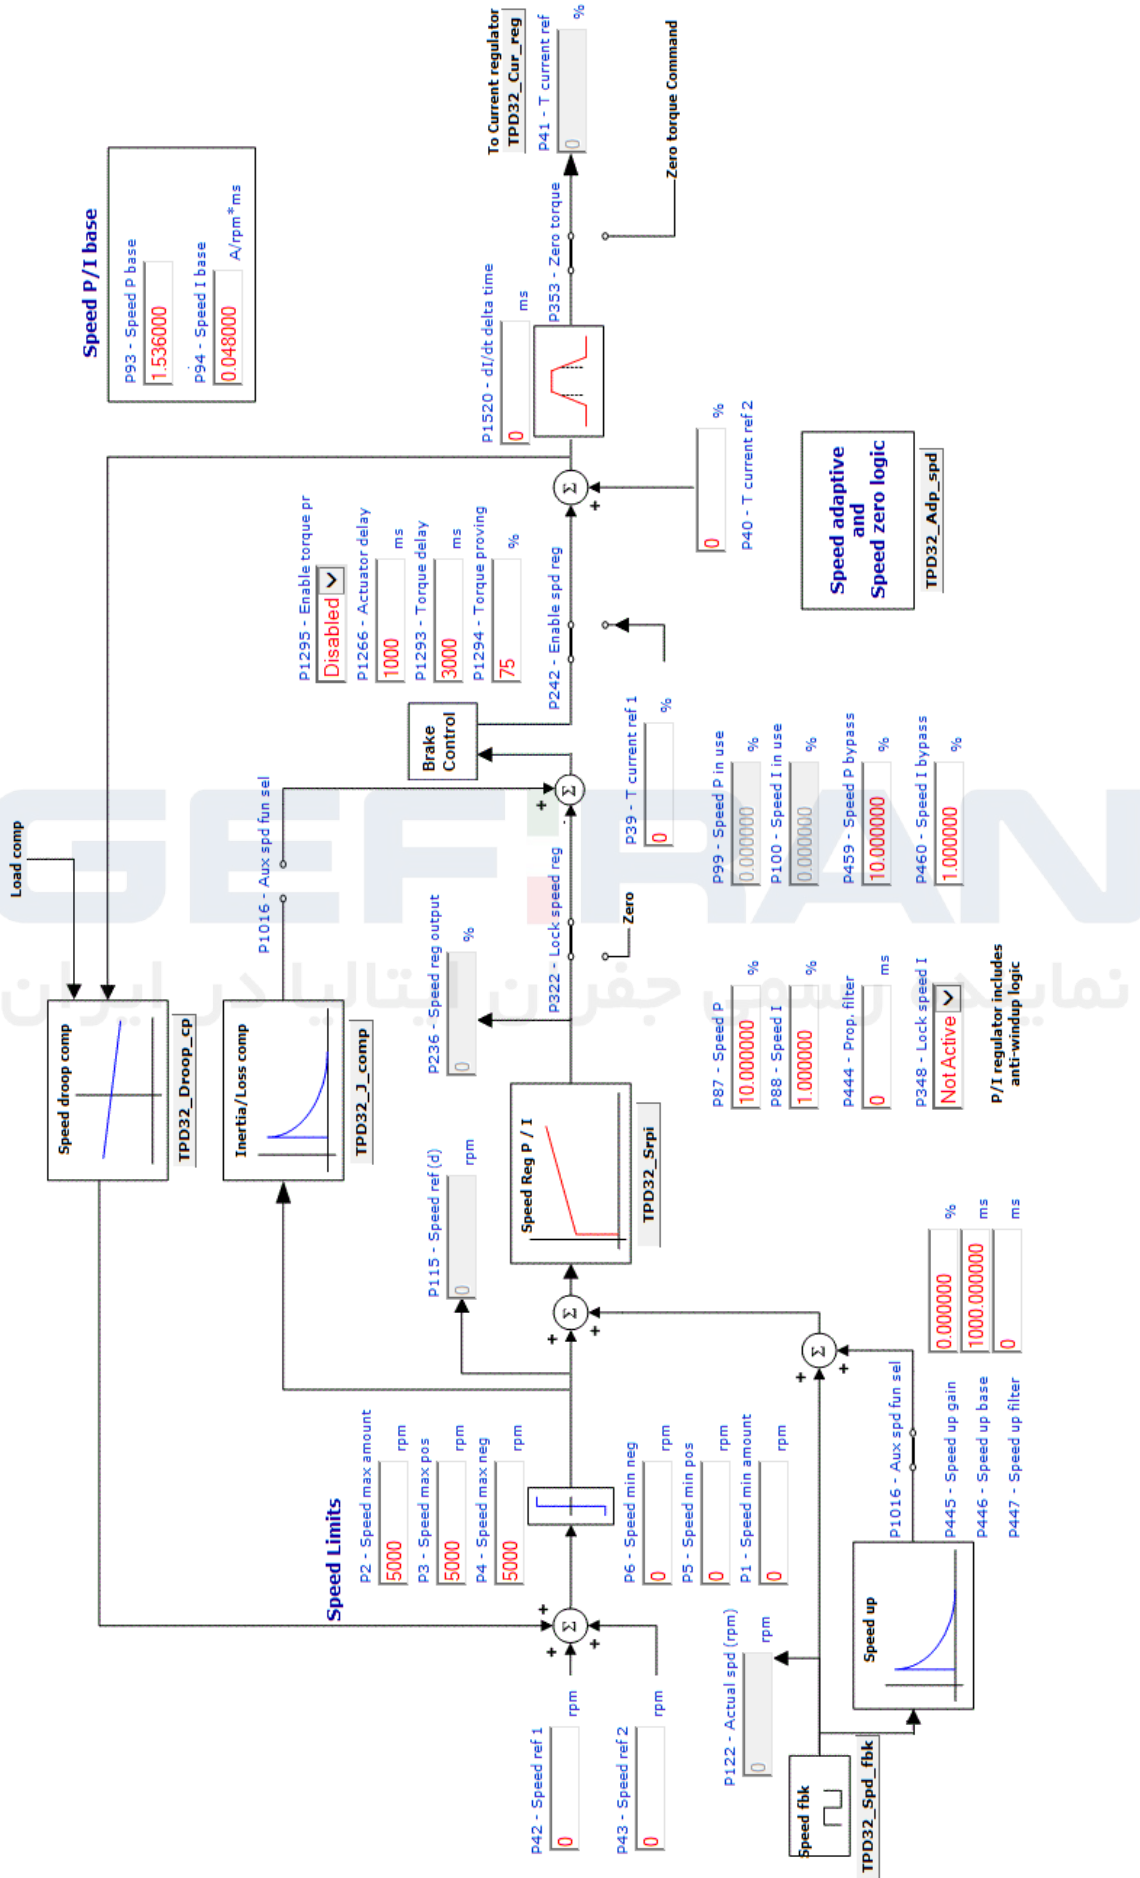 Load comp
Speed droop comp
TPD32_Droop_cp
Inertia/Loss comp
TPD32_J_comp
P1016 - Aux spd fun sel
Speed P/I base
P93 - Speed P base
1.536000
P94 - Speed I base
0.048000
A/rpm*ms
To Current regulator
TPD32_Cur_reg
P41 - T current ref
0
%
P1295 - Enable torque pr
Disabled
P1266 - Actuator delay
1000
ms
P1293 - Torque delay
3000
ms
P1294 - Torque proving
75
%
P1520 - dI/dt delta time
0
ms
P353 - Zero torque
Zero torque Command
Brake
Control
P242 - Enable spd reg
P39 - T current ref 1
0
%
Σ
+
0
%
P40 - T current ref 2
Σ
+
Speed Limits
P2 - Speed max amount
5000
rpm
P3 - Speed max pos
5000
rpm
P4 - Speed max neg
5000
rpm
P6 - Speed min neg
0
rpm
P5 - Speed min pos
0
rpm
P1 - Speed min amount
0
rpm
P42 - Speed ref 1
0
rpm
P43 - Speed ref 2
0
rpm
Σ
+
+
+
P115 - Speed ref (d)
0
rpm
Σ
+
+
Speed Reg P / I
TPD32_Srpi
P236 - Speed reg output
0
%
P322 - Lock speed reg
Zero
P87 - Speed P
10.000000
%
P88 - Speed I
1.000000
%
P444 - Prop. filter
0
ms
P348 - Lock speed I
Not Active
P/I regulator includes
anti-windup logic
P99 - Speed P in use
0.000000
%
P100 - Speed I in use
0.000000
%
P459 - Speed P bypass
10.000000
%
P460 - Speed I bypass
1.000000
%
Speed adaptive
and
Speed zero logic
TPD32_Adp_spd
P122 - Actual spd (rpm)
0
rpm
Speed fbk
TPD32_Spd_fbk
Speed up
P1016 - Aux spd fun sel
Σ
+
+
P445 - Speed up gain
0.000000
%
P446 - Speed up base
1000.000000
ms
P447 - Speed up filter
0
ms
GEFRAN
نمایندگی رسمی جفران ایتالیا در ایران